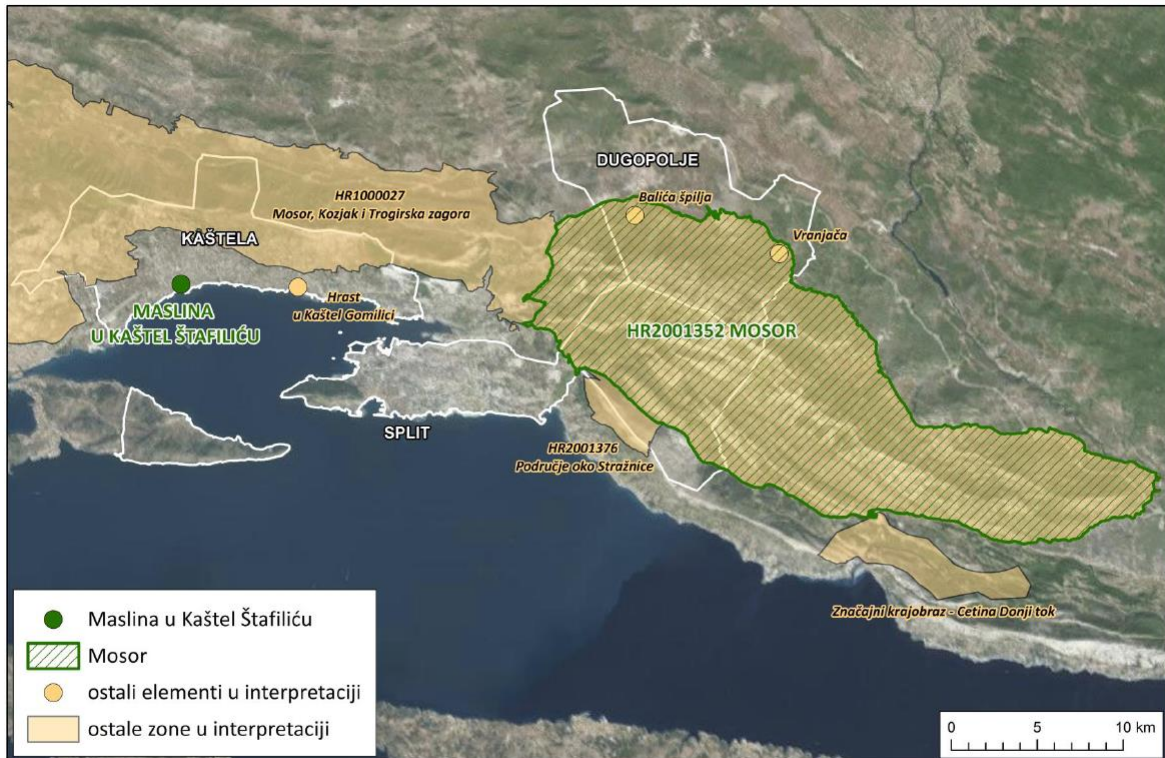 DUGOPOLJE
Balića špilja
HR1000027
Mosor, Kozjak i Trogirska zagora
Vranjača
KAŠTELA
MASLINA
U KAŠTEL ŠTAFILIĆU
Hrast
u Kaštel Gomilici
HR2001352 MOSOR
SPLIT
HR2001376
Područje oko Stražnice
Značajni krajobraz - Cetina Donji tok
Maslina u Kaštel Štafiliću
Mosor
ostali elementi u interpretaciji
ostale zone u interpretaciji
0 5 10 km